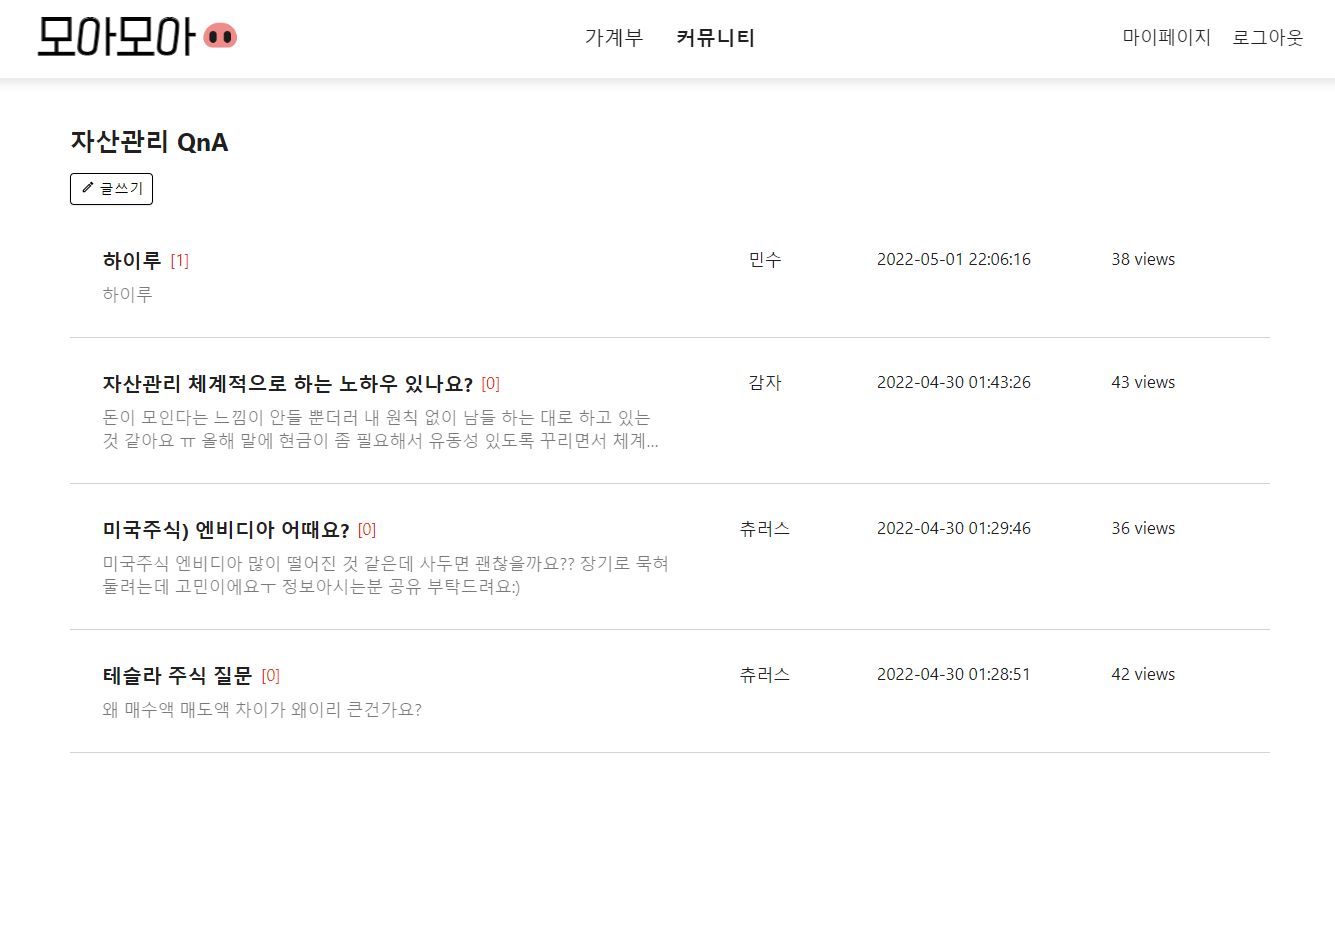 모아모아
가계부 커뮤니티
마이페이지 로그아웃
자산관리 QnA
글쓰기
하이루 [1] 민수 2022-05-01 22:06:16 38 views
하이루
자산관리 체계적으로 하는 노하우 있나요? [0] 감자 2022-04-30 01:43:26 43 views
돈이 모인다는 느낌이 안들 뿐더러 내 원칙 없이 남들 하는 대로 하고 있는
것 같아요 ㅠ 올해 말에 현금이 좀 필요해서 유동성 있도록 꾸리면서 체계...
미국주식) 엔비디아 어때요? [0] 츄러스 2022-04-30 01:29:46 36 views
미국주식 엔비디아 많이 떨어진 것 같은데 사두면 괜찮을까요?? 장기로 묵혀
둘려는데 고민이에요ㅜ 정보아시는분 공유 부탁드려요:)
테슬라 주식 질문 [0] 츄러스 2022-04-30 01:28:51 42 views
왜 매수액 매도액 차이가 왜이리 큰건가요?